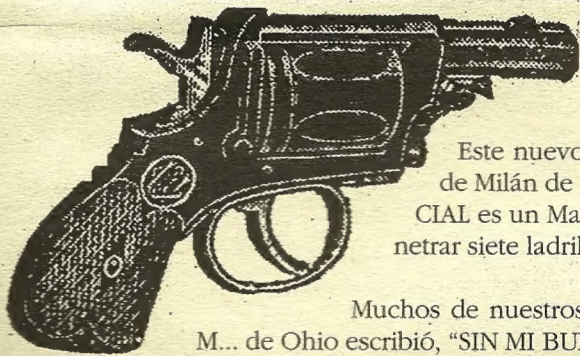 Este nuevo
de Milán de
CIAL es un Ma
netrar siete ladril
Muchos de nuestros
M... de Ohio escribió, “SIN MI BU